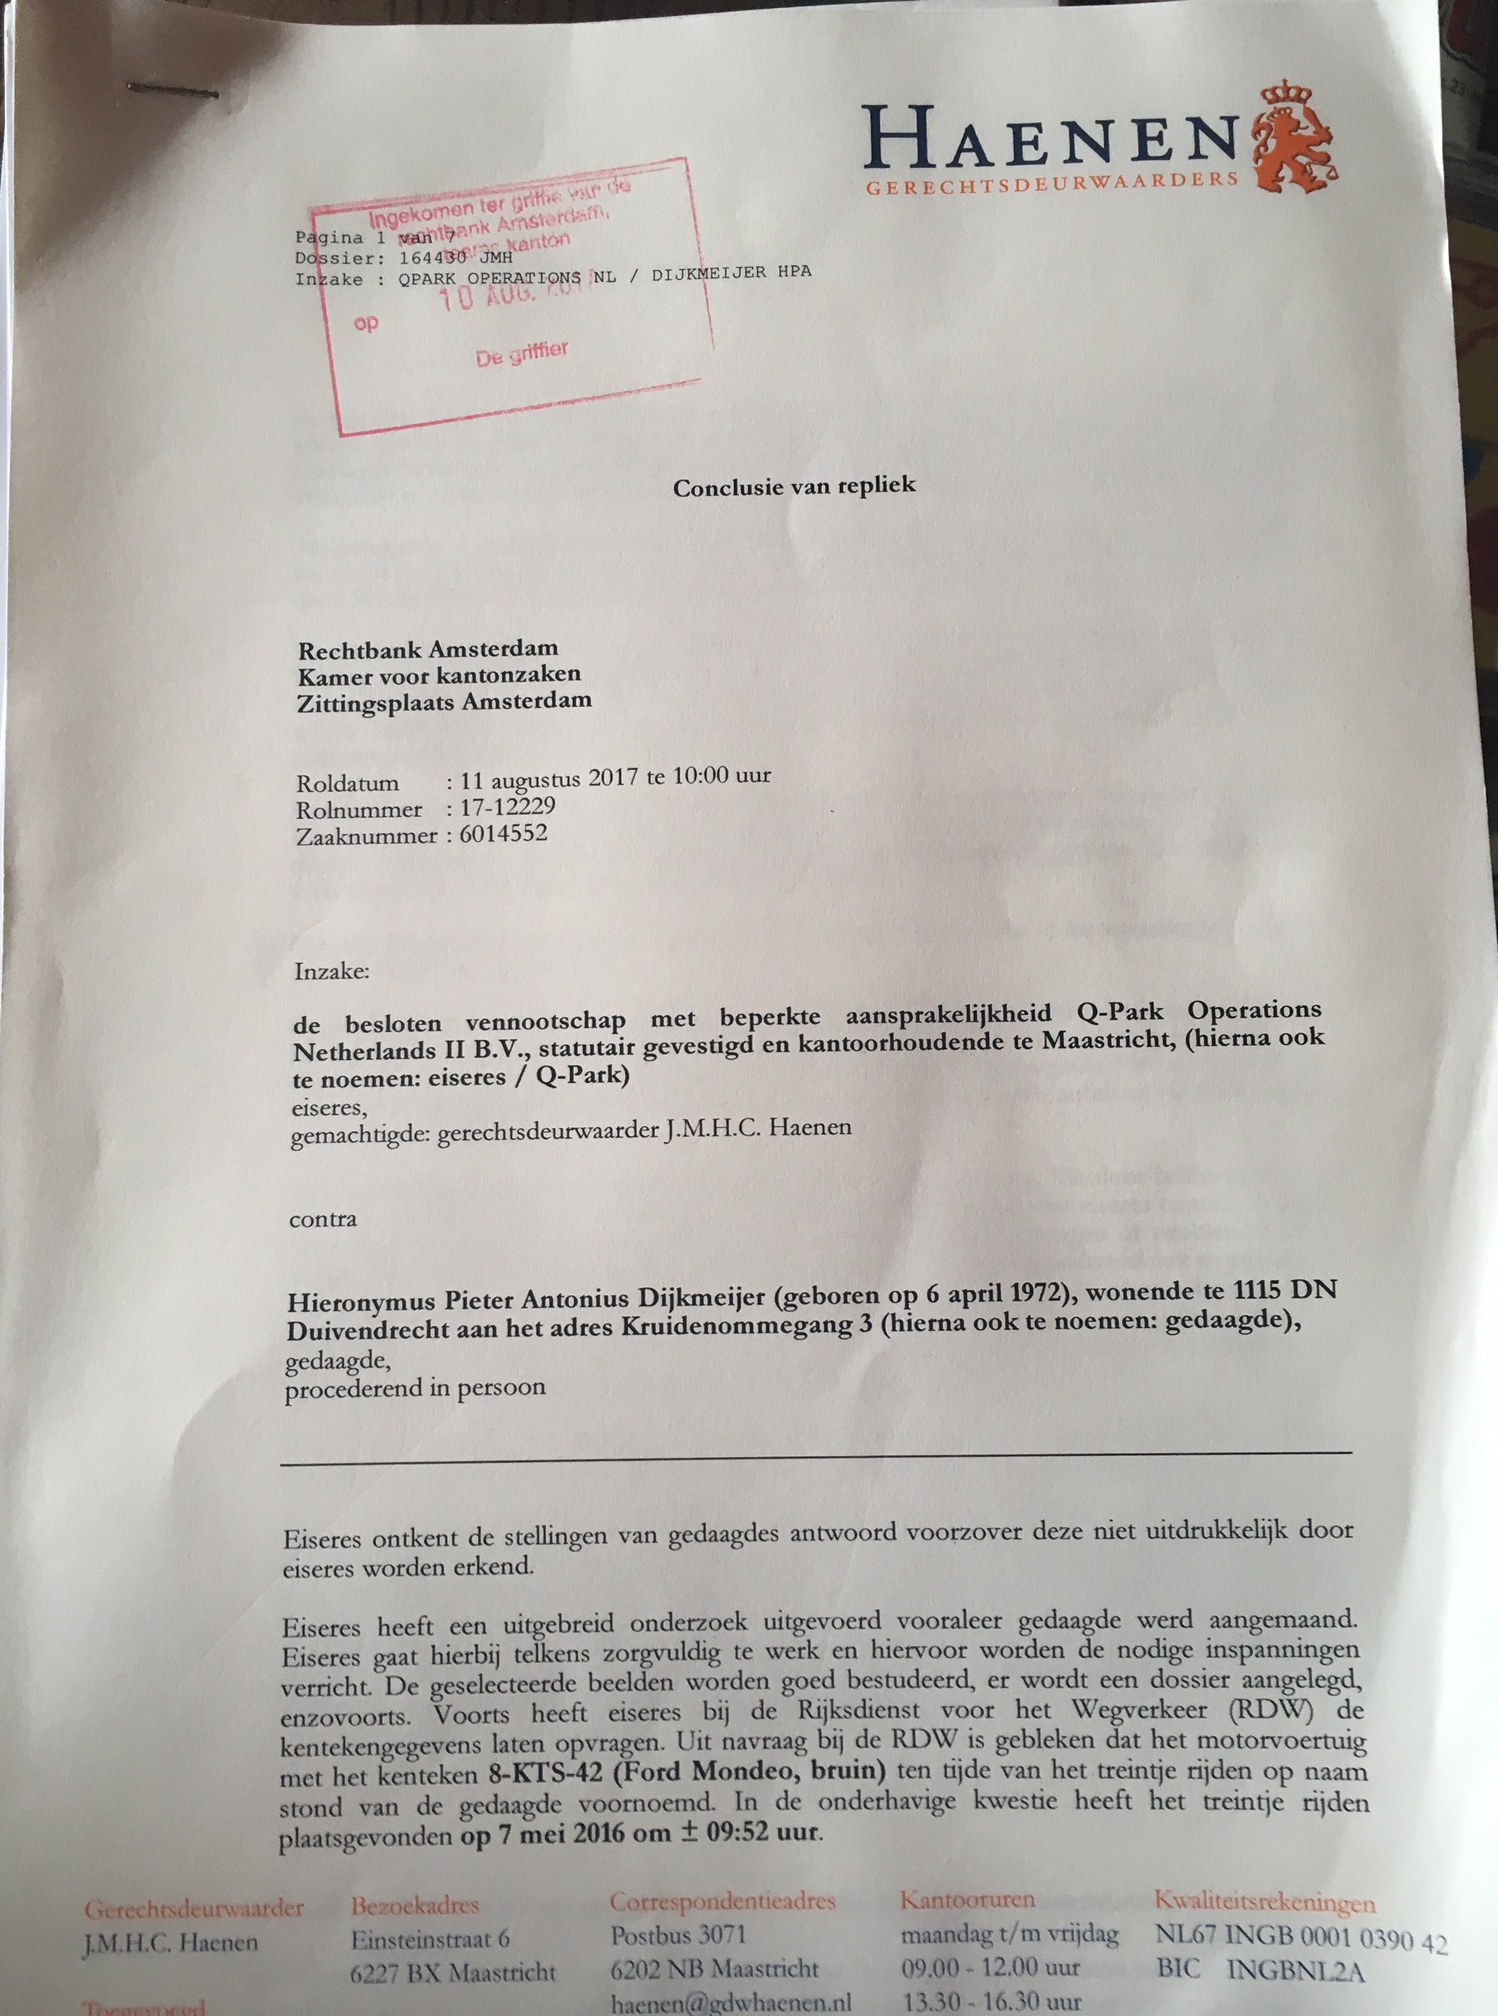 HAENEN
GERECHTSDEURWAARDERS
Ingekomen ter griffie van de
rechtbank Amsterdam,
kanton
Pagina 1 van 7
Dossier: 164430 JMH
Inzake : QPARK OPERATIONS NL / DIJKMEIJER HPA
10 AUG.
op
De griffier
Conclusie van repliek
Rechtbank Amsterdam
Kamer voor kantonzaken
Zittingsplaats Amsterdam
Roldatum : 11 augustus 2017 te 10:00 uur
Rolnummer : 17-12229
Zaaknummer : 6014552
Inzake:
de besloten vennootschap met beperkte aansprakelijkheid Q-Park Operations
Netherlands II B.V., statutair gevestigd en kantoorhoudende te Maastricht, (hierna ook
te noemen: eiseres / Q-Park)
eiseres,
gemachtigde: gerechtsdeurwaarder J.M.H.C. Haenen
contra
Hieronymus Pieter Antonius Dijkmeijer (geboren op 6 april 1972), wonende te 1115 DN
Duivendrecht aan het adres Kruidenommegang 3 (hierna ook te noemen: gedaagde),
gedaagde,
procederend in persoon
Eiseres ontkent de stellingen van gedaagdes antwoord voorzover deze niet uitdrukkelijk door
eiseres worden erkend.
Eiseres heeft een uitgebreid onderzoek uitgevoerd vooraleer gedaagde werd aangemaand.
Eiseres gaat hierbij telkens zorgvuldig te werk en hiervoor worden de nodige inspanningen
verricht. De geselecteerde beelden worden goed bestudeerd, er wordt een dossier aangelegd,
enzovoorts. Voorts heeft eiseres bij de Rijksdienst voor het Wegverkeer (RDW) de
kentekengegevens laten opvragen. Uit navraag bij de RDW is gebleken dat het motorvoertuig
met het kenteken 8-KTS-42 (Ford Mondeo, bruin) ten tijde van het treintje rijden op naam
stond van de gedaagde voornoemd. In de onderhavige kwestie heeft het treintje rijden
plaatsgevonden op 7 mei 2016 om ± 09:52 uur.
Gerechtsdeurwaarder Bezoekadres Correspondentieadres Kantooruren Kwaliteitsrekeningen
J.M.H.C. Haenen Einsteinstraat 6 Postbus 3071 maandag t/m vrijdag NL67 INGB 0001 0390 42
6227 BX Maastricht 6202 NB Maastricht 09.00 - 12.00 uur BIC INGBNL2A
Toegevoegd haenen@gdwhaenen.nl 13.30 - 16.30 uur